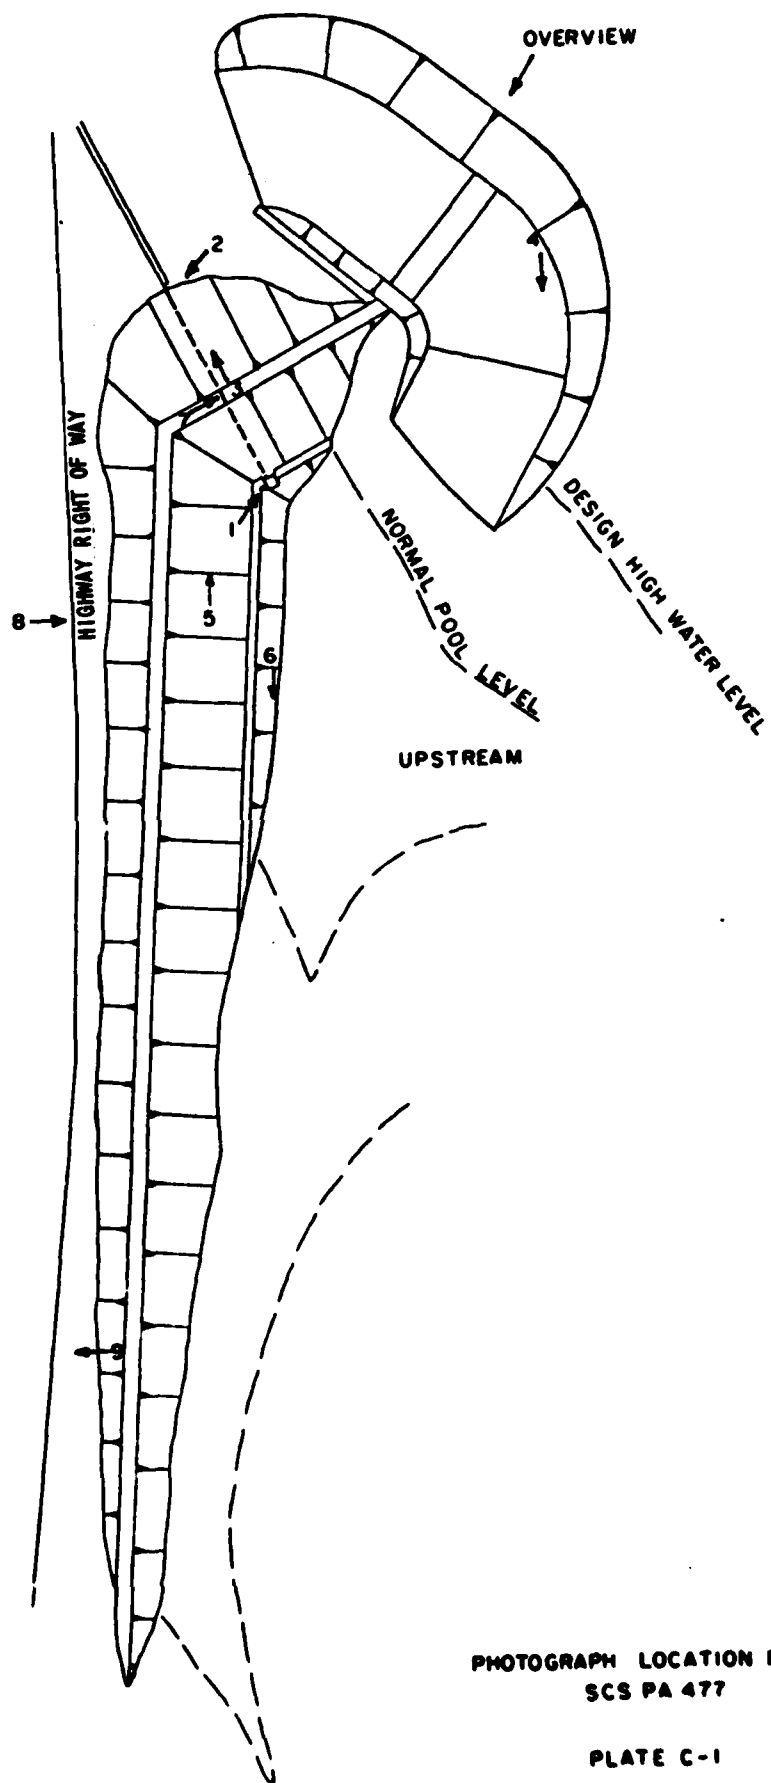 OVERVIEW
2
4
HIGHWAY RIGHT OF WAY
1
5
8
6
NORMAL POOL LEVEL
DESIGN HIGH WATER LEVEL
UPSTREAM
9
PHOTOGRAPH LOCATION
SCS PA 477
PLATE C-1